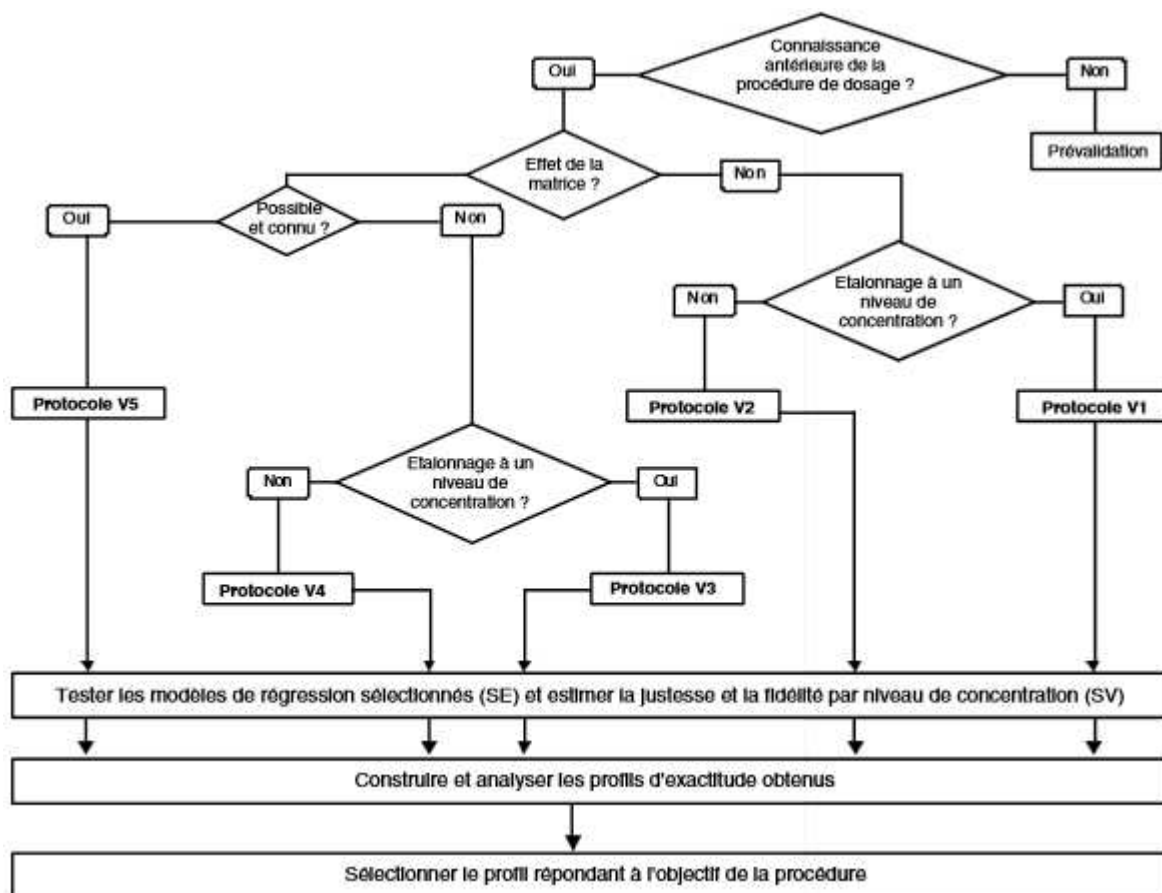 Connaissance
antérieure de la
procédure de dosage ?
Oui
Non
Prévalidation
Effet de la
matrice ?
Non
Possible
et connu ?
Oui
Non
Etalonnage à un
niveau de
concentration ?
Non
Oui
Protocole V5
Protocole V2
Protocole V1
Etalonnage à un
niveau de
concentration ?
Non
Oui
Protocole V4
Protocole V3
Tester les modèles de régression sélectionnés (SE) et estimer la justesse et la fidélité par niveau de concentration (SV)
Construire et analyser les profils d'exactitude obtenus
Sélectionner le profil répondant à l'objectif de la procédure